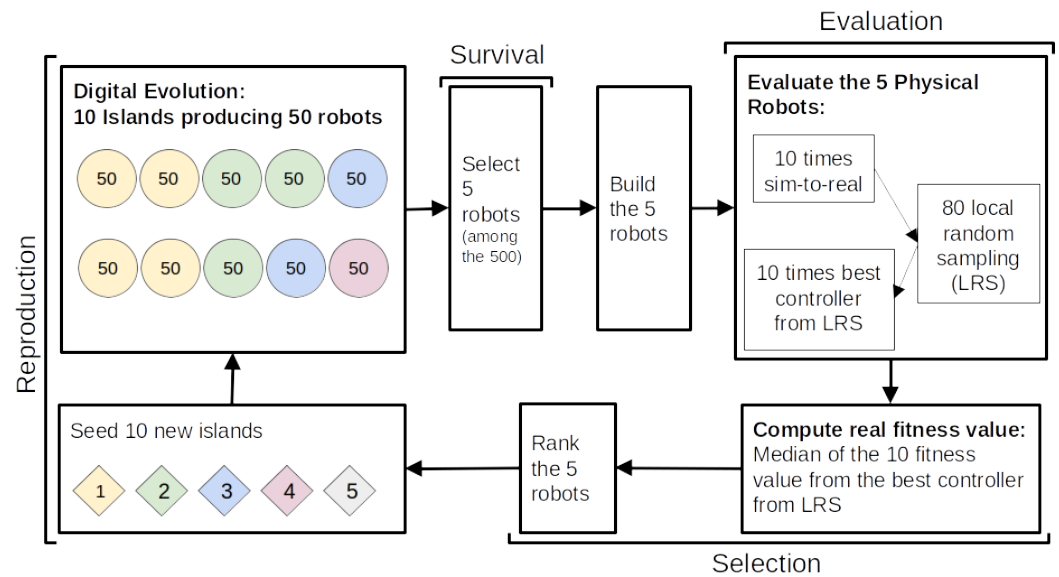 Evaluation
Survival
Digital Evolution:
10 Islands producing 50 robots
50 50 50 50 50
50 50 50 50 50
Select
5
robots
(among
the 500)
Build
the 5
robots
Evaluate the 5 Physical
Robots:
10 times
sim-to-real
80 local
random
sampling
(LRS)
10 times best
controller
from LRS
Reproduction
Seed 10 new islands
1 2 3 4 5
Rank
the 5
robots
Compute real fitness value:
Median of the 10 fitness
value from the best controller
from LRS
Selection